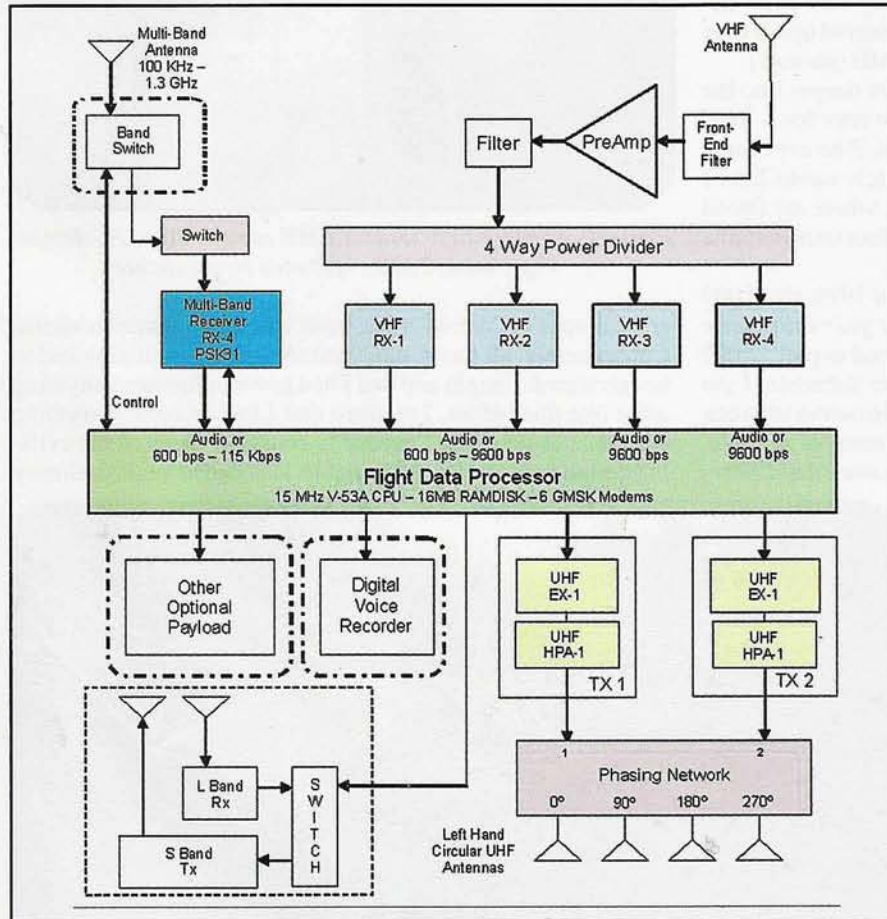 Multi-Band
Antenna
100 KHz –
1.3 GHz
VHF
Antenna
Band
Switch
Filter
PreAmp
Front-
End
Filter
Switch
4 Way Power Divider
Multi-Band
Receiver
RX-4
PSK31
VHF
RX-1
VHF
RX-2
VHF
RX-3
VHF
RX-4
Control
Audio or
600 bps – 115 Kbps
Audio or
600 bps – 9600 bps
Audio or
9600 bps
Audio or
9600 bps
Flight Data Processor
15 MHz V-53A CPU – 16MB RAMDISK – 6 GMSK Modems
Other
Optional
Payload
Digital
Voice
Recorder
UHF
EX-1
UHF
HPA-1
TX 1
UHF
EX-1
UHF
HPA-1
TX 2
L Band
Rx
S Band
Tx
S
W
I
T
C
H
1
2
Phasing Network
0º
90º
180º
270º
Left Hand
Circular UHF
Antennas